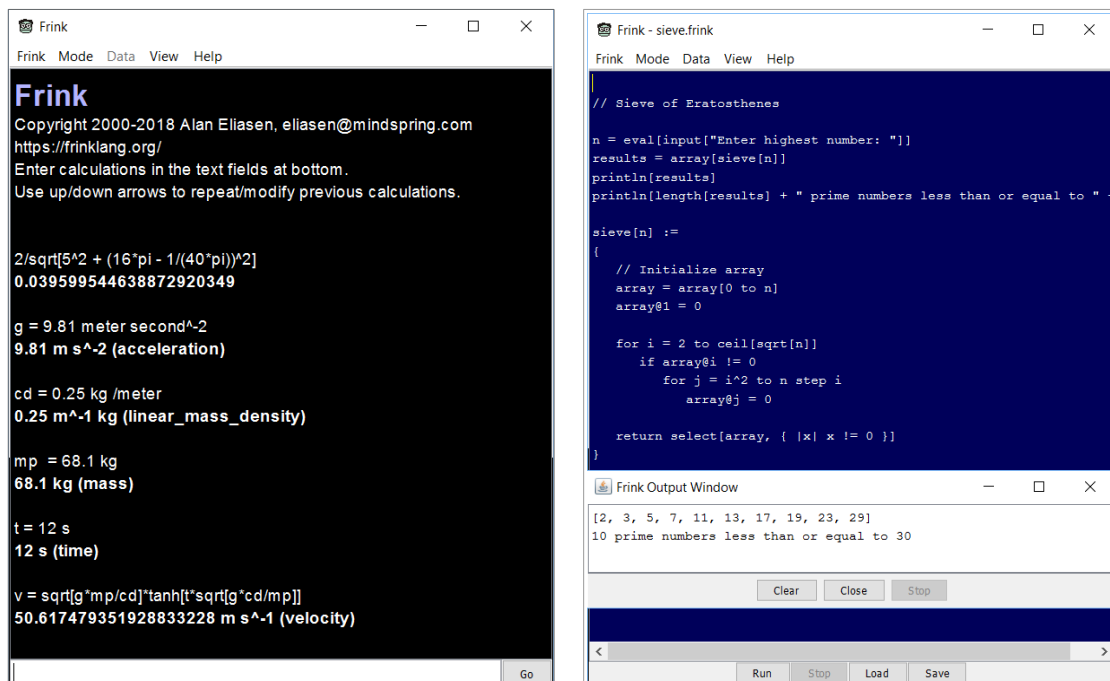 Frink
Frink Mode Data View Help
Frink
Copyright 2000-2018 Alan Eliasen, eliasen@mindspring.com
https://frinklang.org/
Enter calculations in the text fields at bottom.
Use up/down arrows to repeat/modify previous calculations.
2/sqrt[5^2 + (16*pi - 1/(40*pi))^2]
0.039599544638872920349
g = 9.81 meter second^-2
9.81 m s^-2 (acceleration)
cd = 0.25 kg /meter
0.25 m^-1 kg (linear_mass_density)
mp  = 68.1 kg
68.1 kg (mass)
t = 12 s
12 s (time)
v = sqrt[g*mp/cd]*tanh[t*sqrt[g*cd/mp]]
50.617479351928833228 m s^-1 (velocity)
Go
Frink - sieve.frink
Frink Mode Data View Help
// Sieve of Eratosthenes
n = eval[input["Enter highest number: "]]
results = array[sieve[n]]
println[results]
println[length[results] + " prime numbers less than or equal to "
sieve[n] :=
{
   // Initialize array
   array = array[0 to n]
   array@1 = 0
   for i = 2 to ceil[sqrt[n]]
      if array@i != 0
         for j = i^2 to n step i
            array@j = 0
   return select[array, { |x| x != 0 }]
}
Frink Output Window
[2, 3, 5, 7, 11, 13, 17, 19, 23, 29]
10 prime numbers less than or equal to 30
Clear Close Stop
Run Stop Load Save